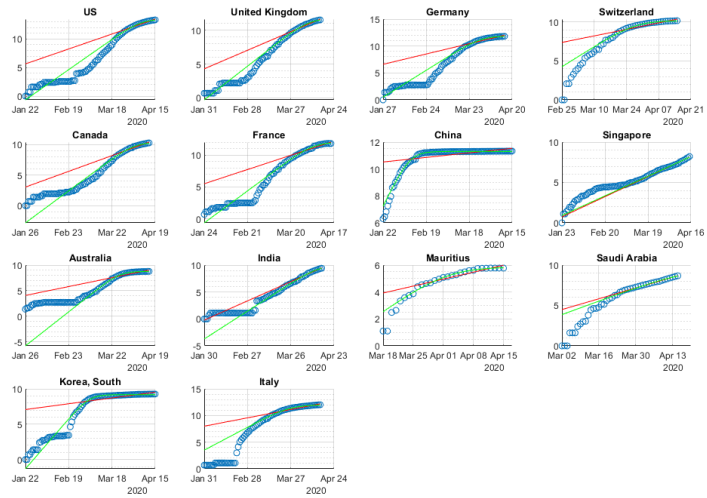 US
10
5
0
Jan 22 Feb 19 Mar 18 Apr 15
2020
United Kingdom
10
5
0
Jan 31 Feb 28 Mar 27 Apr 24
2020
Germany
15
10
5
0
Jan 27 Feb 24 Mar 23 Apr 20
2020
Switzerland
10
5
0
Feb 25 Mar 10 Mar 24 Apr 07 Apr 21
2020
Canada
10
5
0
Jan 26 Feb 23 Mar 22 Apr 19
2020
France
10
5
0
Jan 24 Feb 21 Mar 20 Apr 17
2020
China
12
10
8
6
Jan 22 Feb 19 Mar 18 Apr 15
2020
Singapore
10
5
0
Jan 23 Feb 20 Mar 19 Apr 16
2020
Australia
10
5
0
-5
Jan 26 Feb 23 Mar 22 Apr 19
2020
India
10
5
0
-5
Jan 30 Feb 27 Mar 26 Apr 23
2020
Mauritius
6
4
2
0
Mar 18 Mar 25 Apr 01 Apr 08 Apr 15
2020
Saudi Arabia
10
5
0
Mar 02 Mar 16 Mar 30 Apr 13
2020
Korea, South
10
5
0
Jan 22 Feb 19 Mar 18 Apr 15
2020
Italy
15
10
5
0
Jan 31 Feb 28 Mar 27 Apr 24
2020